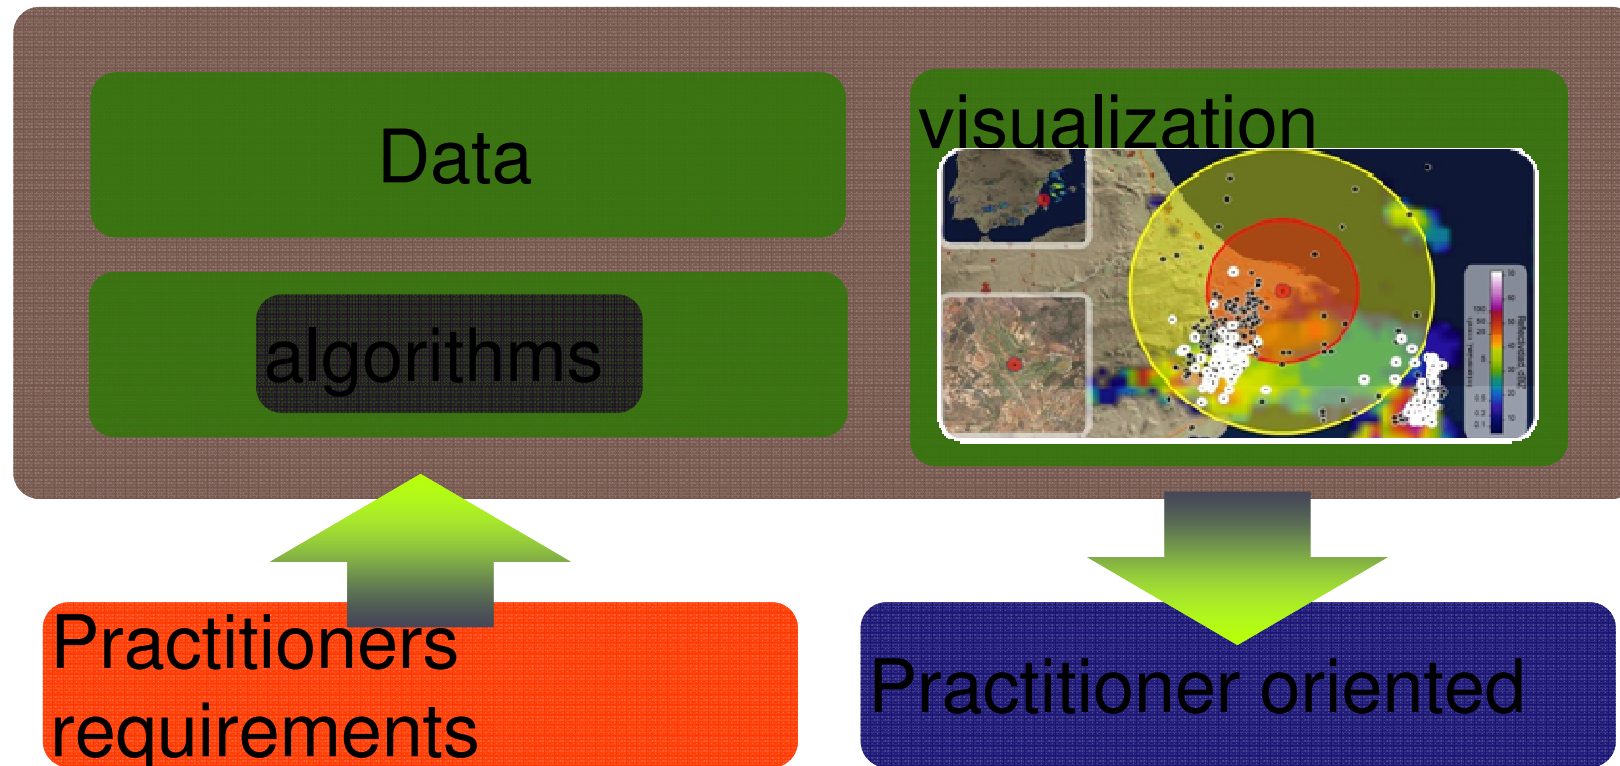 Data
visualization
algorithms
Practitioners
requirements
Practitioner oriented